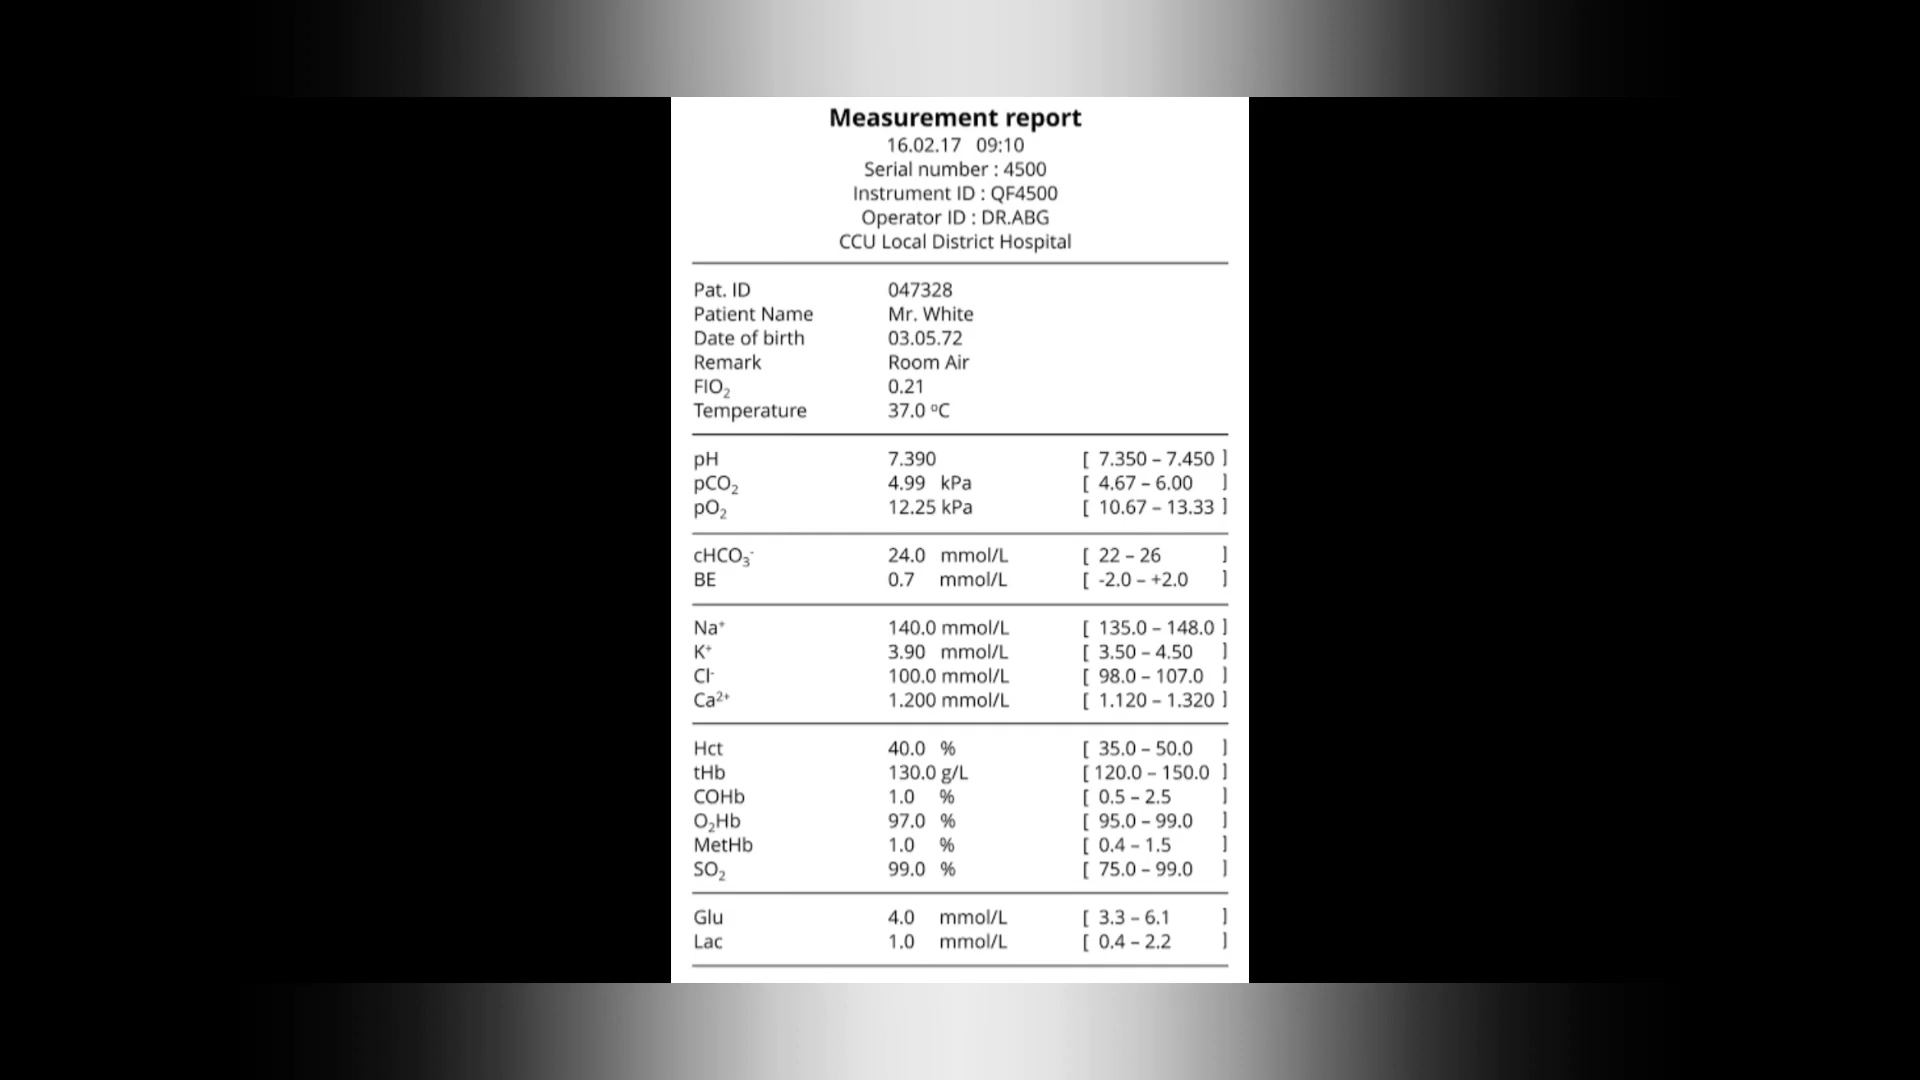 Measurement report
16.02.17 09:10
Serial number : 4500
Instrument ID : QF4500
Operator ID : DR.ABG
CCU Local District Hospital
Pat. ID 047328
Patient Name Mr. White
Date of birth 03.05.72
Remark Room Air
FIO₂ 0.21
Temperature 37.0 ºC
pH 7.390 [ 7.350 – 7.450 ]
pCO₂ 4.99 kPa [ 4.67 – 6.00 ]
pO₂ 12.25 kPa [ 10.67 – 13.33 ]
cHCO₃⁻ 24.0 mmol/L [ 22 – 26 ]
BE 0.7 mmol/L [ -2.0 – +2.0 ]
Na⁺ 140.0 mmol/L [ 135.0 – 148.0 ]
K⁺ 3.90 mmol/L [ 3.50 – 4.50 ]
Cl⁻ 100.0 mmol/L [ 98.0 – 107.0 ]
Ca²⁺ 1.200 mmol/L [ 1.120 – 1.320 ]
Hct 40.0 % [ 35.0 – 50.0 ]
tHb 130.0 g/L [ 120.0 – 150.0 ]
COHb 1.0 % [ 0.5 – 2.5 ]
O₂Hb 97.0 % [ 95.0 – 99.0 ]
MetHb 1.0 % [ 0.4 – 1.5 ]
SO₂ 99.0 % [ 75.0 – 99.0 ]
Glu 4.0 mmol/L [ 3.3 – 6.1 ]
Lac 1.0 mmol/L [ 0.4 – 2.2 ]